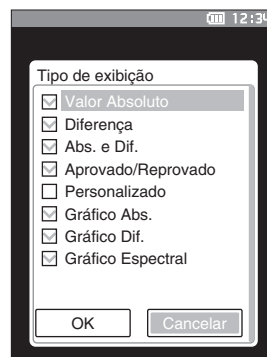 12:34
Tipo de exibição
Valor Absoluto
Diferença
Abs. e Dif.
Aprovado/Reprovado
Personalizado
Gráfico Abs.
Gráfico Dif.
Gráfico Espectral
OK
Cancelar